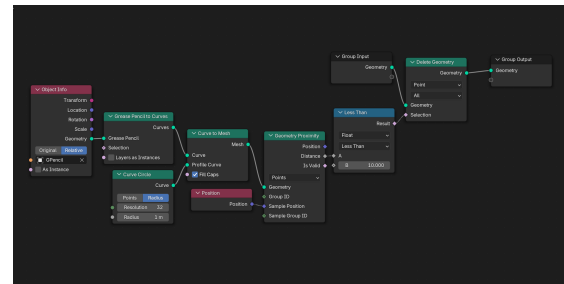 Object Info
Transform
Location
Rotation
Scale
Geometry
Original Relative
GPencil
As Instance
Grease Pencil to Curves
Curves
Grease Pencil
Selection
Layers as Instances
Curve Circle
Curve
Points Radius
Resolution 32
Radius 1 m
Curve to Mesh
Mesh
Curve
Profile Curve
Fill Caps
Position
Position
Geometry Proximity
Position
Distance
Is Valid
Points
Geometry
Group ID
Sample Position
Sample Group ID
Group Input
Geometry
Less Than
Result
Float
Less Than
A
B 10.000
Delete Geometry
Geometry
Point
All
Geometry
Selection
Group Output
Geometry